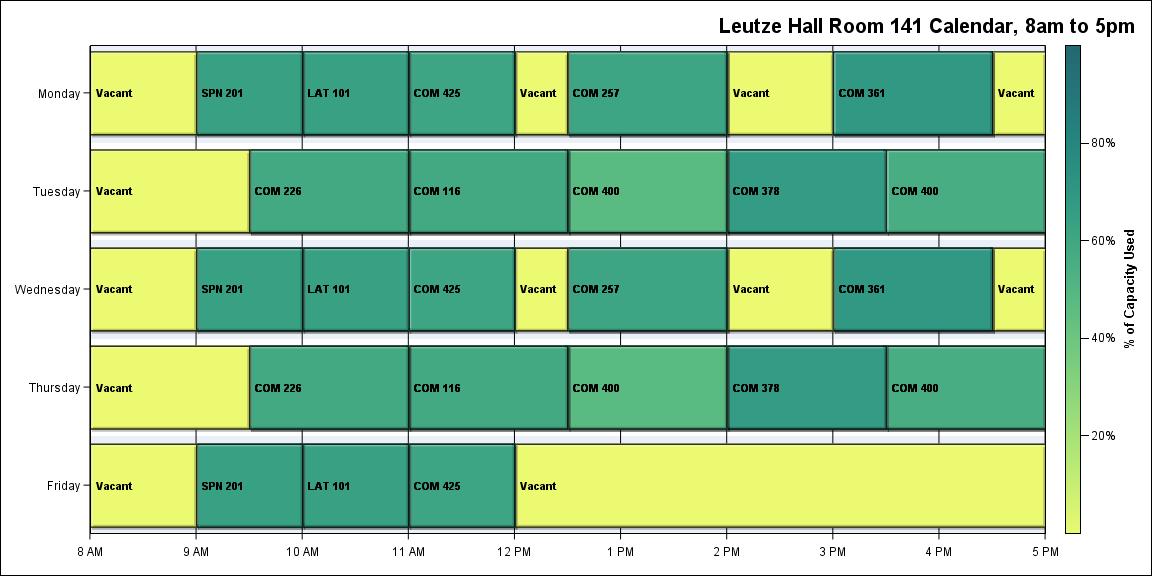 Leutze Hall Room 141 Calendar, 8am to 5pm
Monday
Vacant
SPN 201
LAT 101
COM 425
Vacant
COM 257
Vacant
COM 361
Vacant
Tuesday
Vacant
COM 226
COM 116
COM 400
COM 378
COM 400
Wednesday
Vacant
SPN 201
LAT 101
COM 425
Vacant
COM 257
Vacant
COM 361
Vacant
Thursday
Vacant
COM 226
COM 116
COM 400
COM 378
COM 400
Friday
Vacant
SPN 201
LAT 101
COM 425
Vacant
8 AM
9 AM
10 AM
11 AM
12 PM
1 PM
2 PM
3 PM
4 PM
5 PM
80%
60%
40%
20%
% of Capacity Used